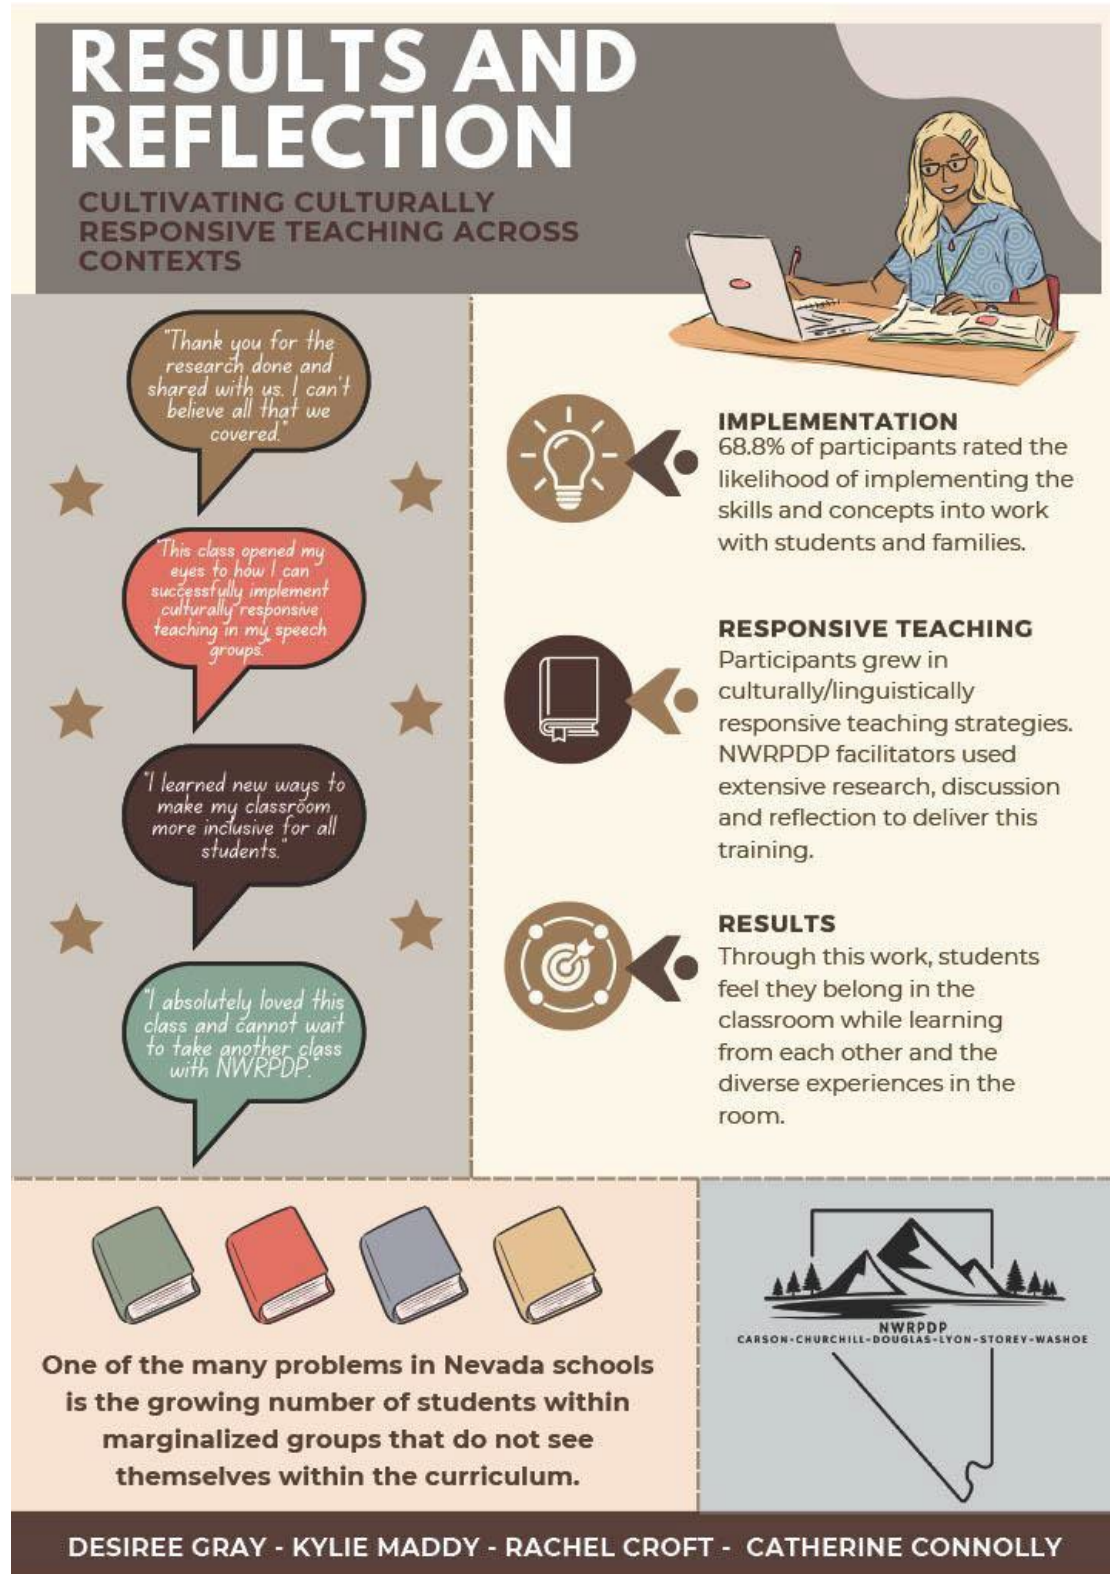 RESULTS AND
REFLECTION
CULTIVATING CULTURALLY
RESPONSIVE TEACHING ACROSS
CONTEXTS
"Thank you for the
research done and
shared with us. I can't
believe all that we
covered."
"This class opened my
eyes to how I can
successfully implement
culturally responsive
teaching in my speech
groups."
"I learned new ways to
make my classroom
more inclusive for all
students."
"I absolutely loved this
class and cannot wait
to take another class
with NWRPDP."
IMPLEMENTATION
68.8% of participants rated the
likelihood of implementing the
skills and concepts into work
with students and families.
RESPONSIVE TEACHING
Participants grew in
culturally/linguistically
responsive teaching strategies.
NWRPDP facilitators used
extensive research, discussion
and reflection to deliver this
training.
RESULTS
Through this work, students
feel they belong in the
classroom while learning
from each other and the
diverse experiences in the
room.
One of the many problems in Nevada schools
is the growing number of students within
marginalized groups that do not see
themselves within the curriculum.
NWRPDP
CARSON-CHURCHILL-DOUGLAS-LYON-STOREY-WASHOE
DESIREE GRAY - KYLIE MADDY - RACHEL CROFT - CATHERINE CONNOLLY